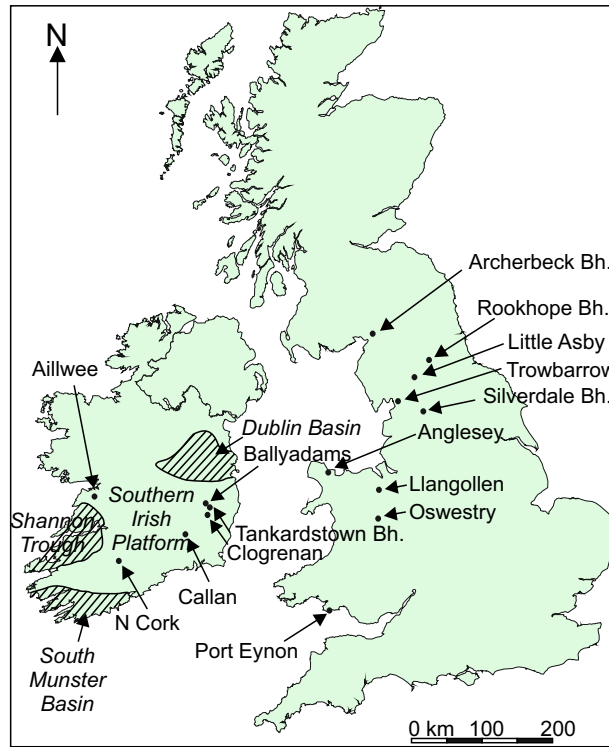 N
Archerbeck Bh.
Rookhope Bh.
Little Asby
Trowbarrow
Silverdale Bh.
Aillwee
Dublin Basin
Ballyadams
Anglesey
Southern
Irish
Platform
Shannon
Trough
Llangollen
Oswestry
Tankardstown Bh.
Clogrenan
Callan
N Cork
Port Eynon
South
Munster
Basin
0 km 100 200